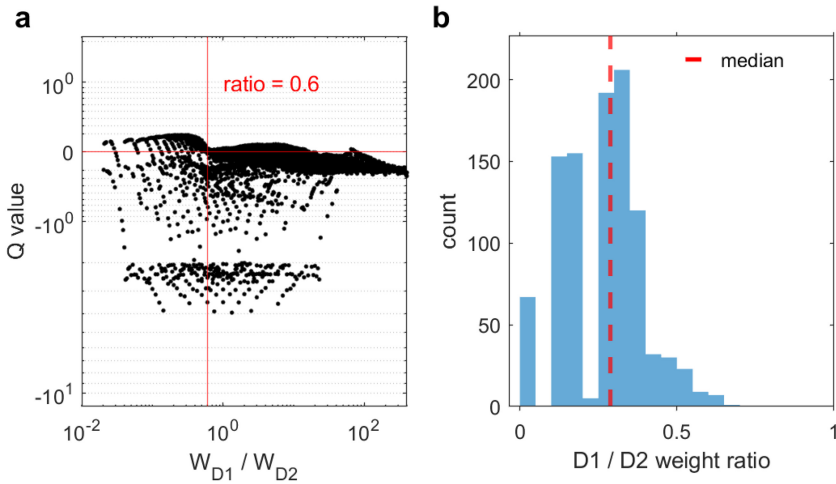 a
b
ratio = 0.6
median
Q value
10^0
0
-10^0
-10^1
10^-2
10^0
10^2
W_D1 / W_D2
count
200
150
100
50
0
0
0.5
1
D1 / D2 weight ratio